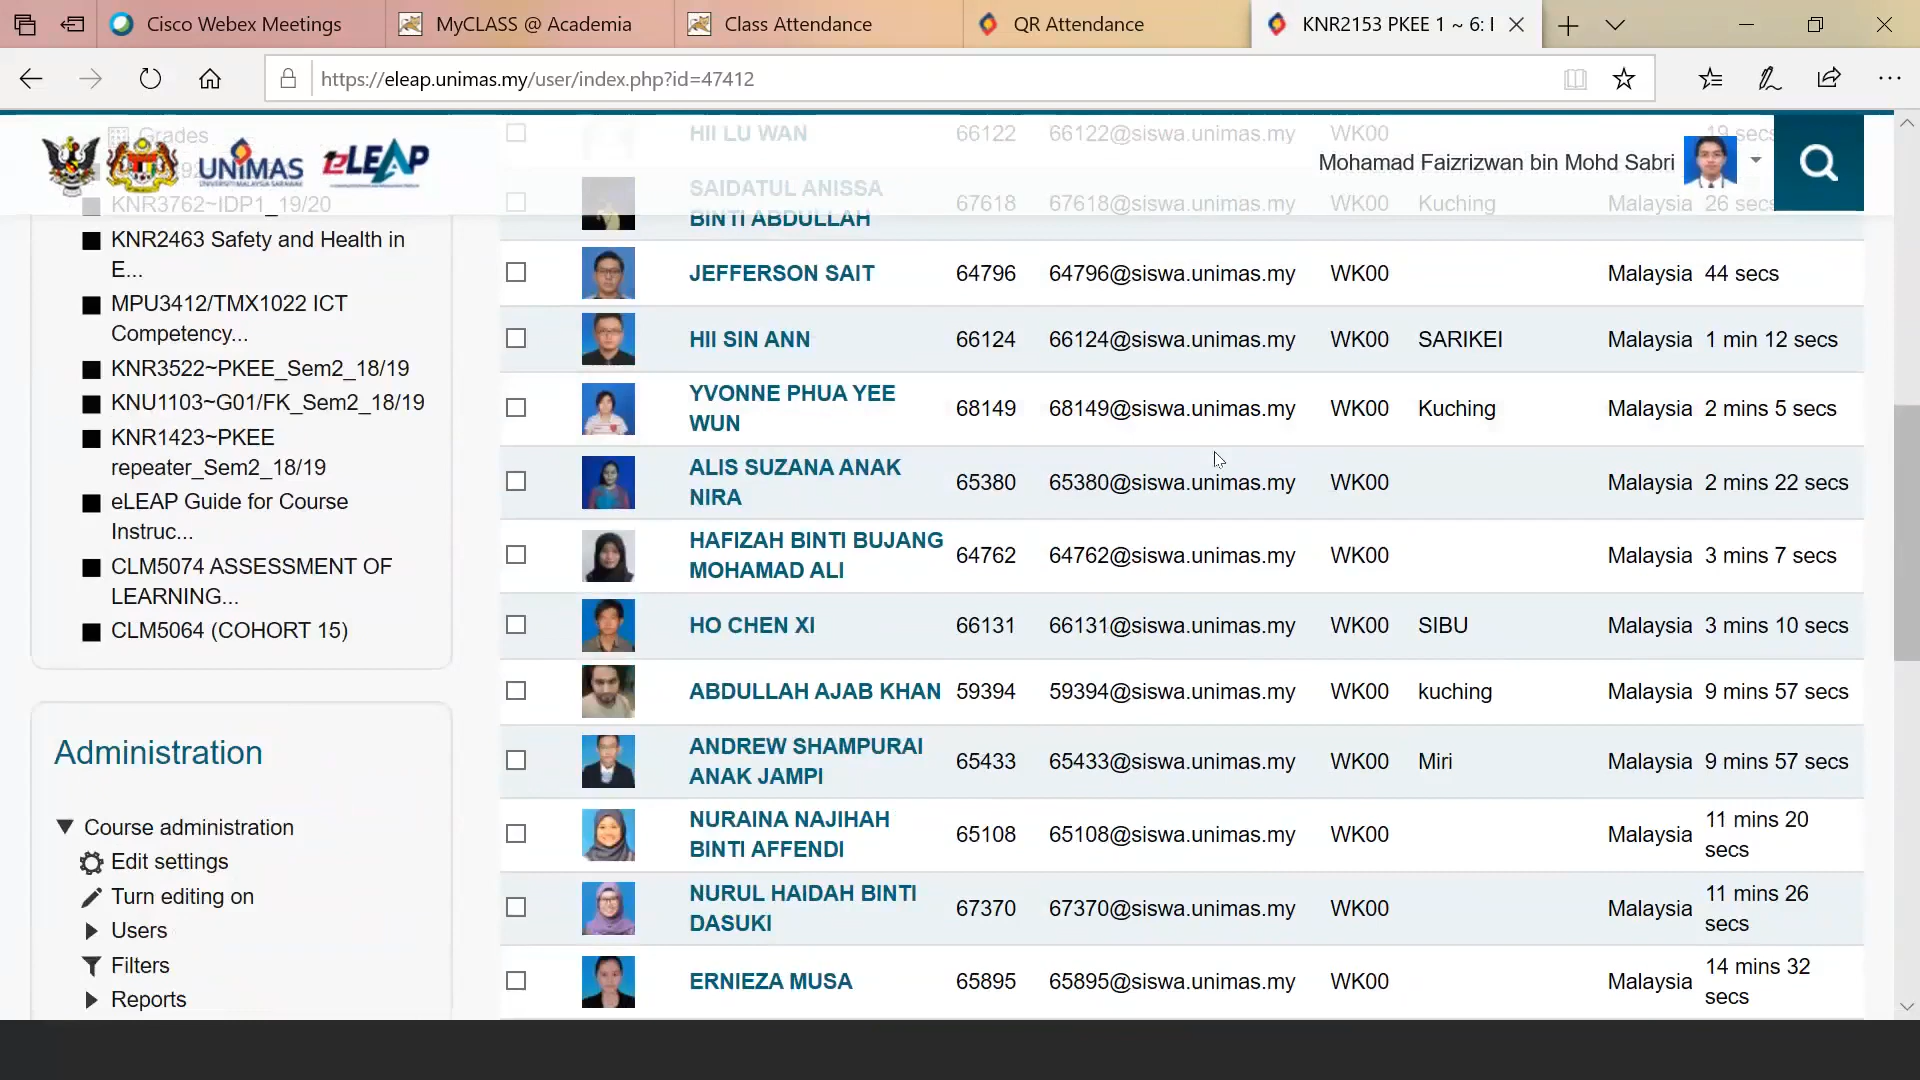 Cisco Webex Meetings
MyCLASS @ Academia
Class Attendance
QR Attendance
KNR2153 PKEE 1 ~ 6: I
https://eleap.unimas.my/user/index.php?id=47412
Grades
UNIMAS
UNIVERSITI MALAYSIA SARAWAK
eLEAP
Mohamad Faizrizwan bin Mohd Sabri
KNR3762~IDP1_19/20
KNR2463 Safety and Health in
E...
MPU3412/TMX1022 ICT
Competency...
KNR3522~PKEE_Sem2_18/19
KNU1103~G01/FK_Sem2_18/19
KNR1423~PKEE
repeater_Sem2_18/19
eLEAP Guide for Course
Instruc...
CLM5074 ASSESSMENT OF
LEARNING...
CLM5064 (COHORT 15)
Administration
Course administration
Edit settings
Turn editing on
Users
Filters
Reports
HII LU WAN 66122 66122@siswa.unimas.my WK00 19 secs
SAIDATUL ANISSA
BINTI ABDULLAH 67618 67618@siswa.unimas.my WK00 Kuching Malaysia 26 secs
JEFFERSON SAIT 64796 64796@siswa.unimas.my WK00 Malaysia 44 secs
HII SIN ANN 66124 66124@siswa.unimas.my WK00 SARIKEI Malaysia 1 min 12 secs
YVONNE PHUA YEE
WUN 68149 68149@siswa.unimas.my WK00 Kuching Malaysia 2 mins 5 secs
ALIS SUZANA ANAK
NIRA 65380 65380@siswa.unimas.my WK00 Malaysia 2 mins 22 secs
HAFIZAH BINTI BUJANG
MOHAMAD ALI 64762 64762@siswa.unimas.my WK00 Malaysia 3 mins 7 secs
HO CHEN XI 66131 66131@siswa.unimas.my WK00 SIBU Malaysia 3 mins 10 secs
ABDULLAH AJAB KHAN 59394 59394@siswa.unimas.my WK00 kuching Malaysia 9 mins 57 secs
ANDREW SHAMPURAI
ANAK JAMPI 65433 65433@siswa.unimas.my WK00 Miri Malaysia 9 mins 57 secs
NURAINA NAJIHAH
BINTI AFFENDI 65108 65108@siswa.unimas.my WK00 Malaysia 11 mins 20
secs
NURUL HAIDAH BINTI
DASUKI 67370 67370@siswa.unimas.my WK00 Malaysia 11 mins 26
secs
ERNIEZA MUSA 65895 65895@siswa.unimas.my WK00 Malaysia 14 mins 32
secs